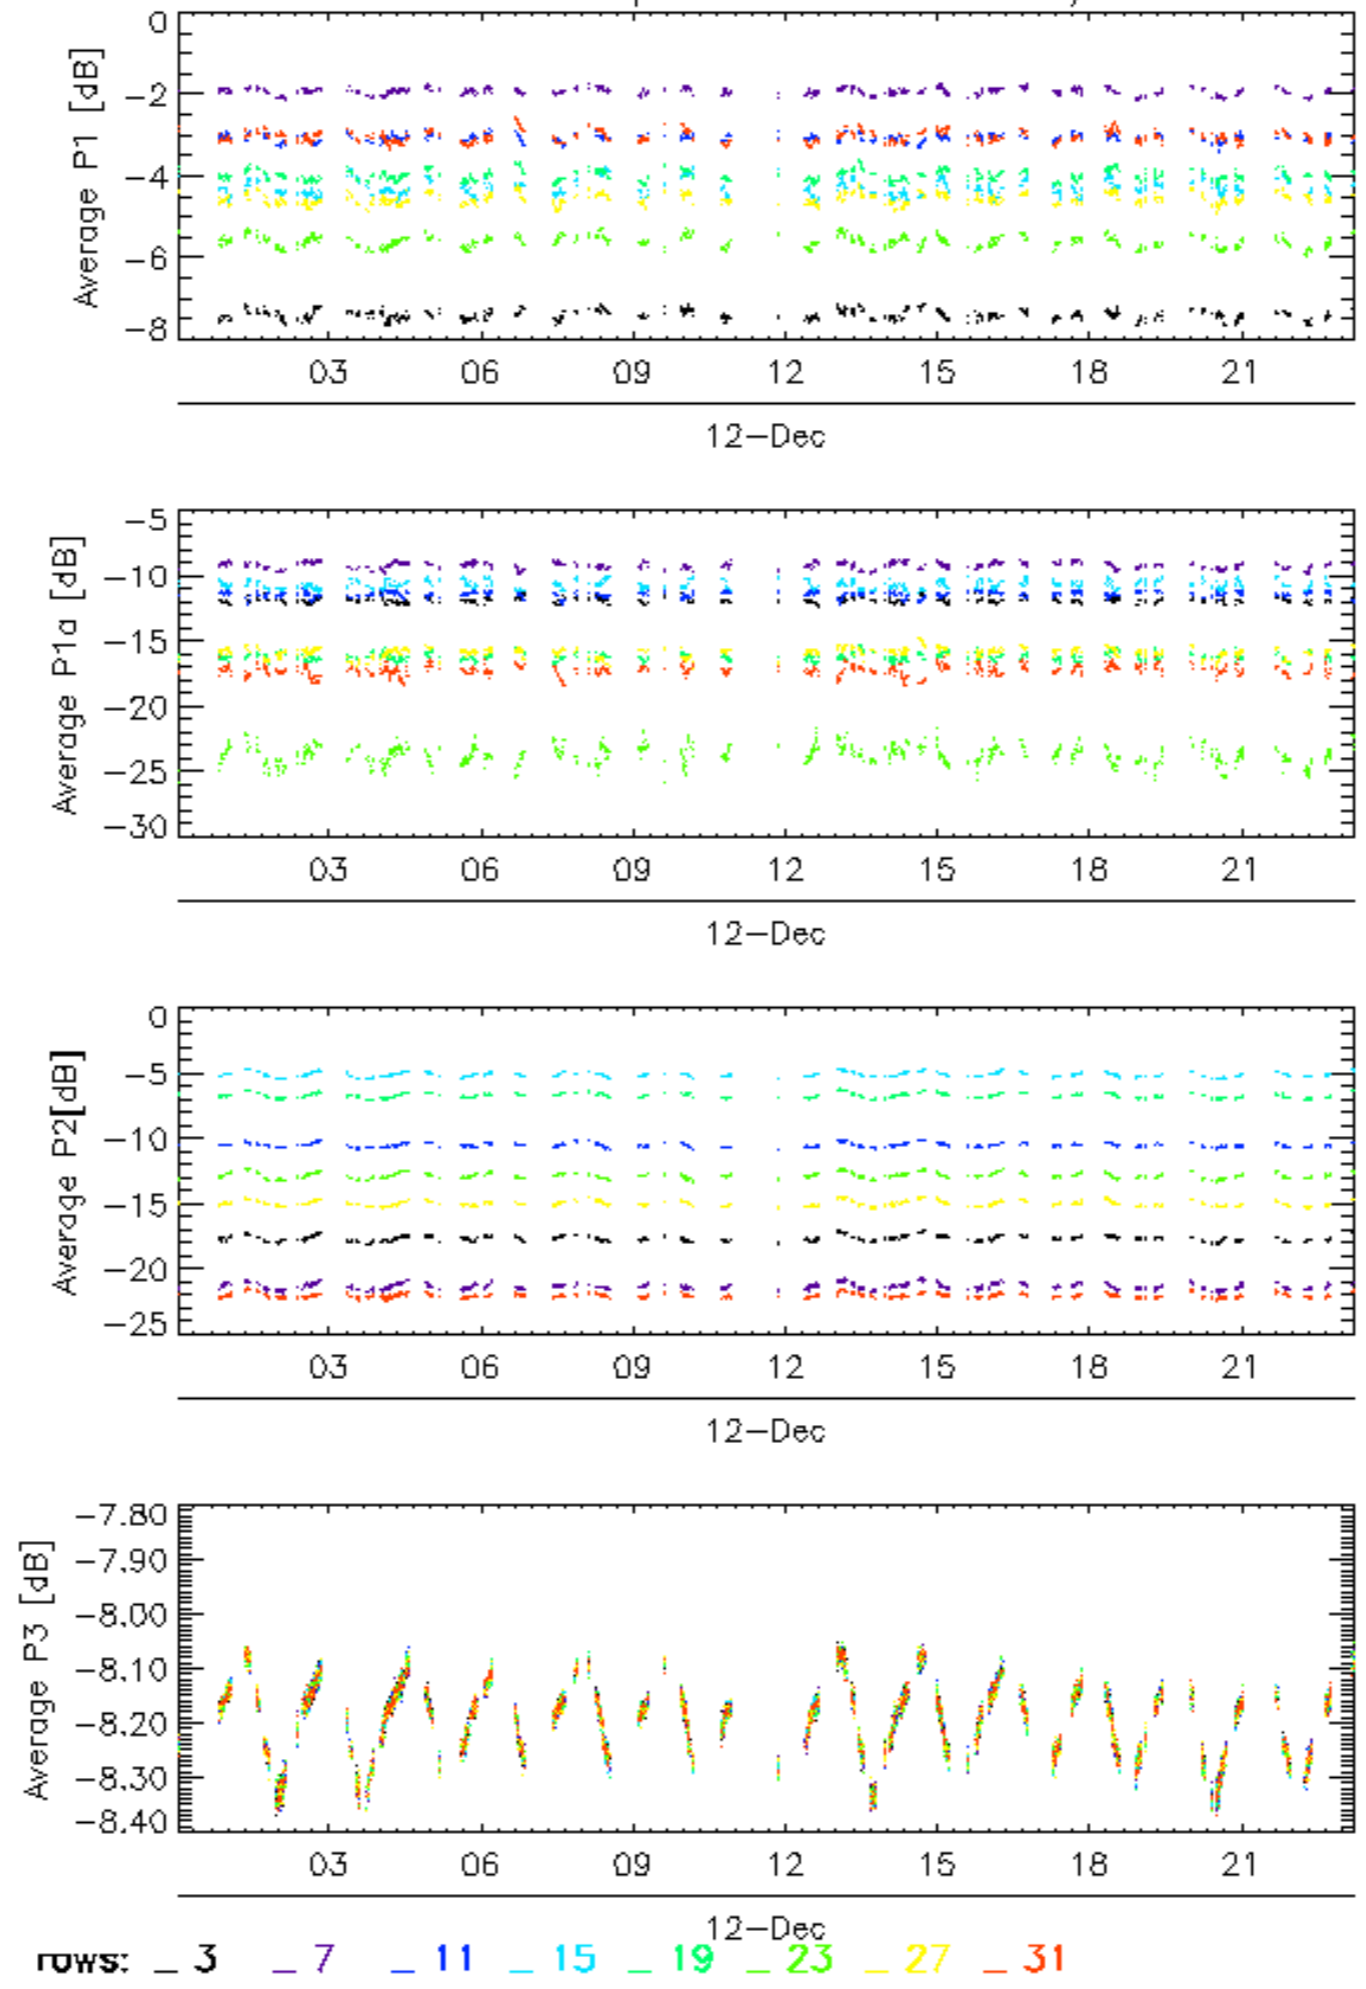 0
−2
−4
−6
−8
Average P1 [dB]
03 06 09 12 15 18 21
12−Dec
−5
−10
−15
−20
−25
−30
Average P1a [dB]
03 06 09 12 15 18 21
12−Dec
0
−5
−10
−15
−20
−25
Average P2[dB]
03 06 09 12 15 18 21
12−Dec
−7.80
−7.90
−8.00
−8.10
−8.20
−8.30
−8.40
Average P3 [dB]
03 06 09 12 15 18 21
12−Dec
rows: _ 3 _ 7 _ 11 _ 15 _ 19 _ 23 _ 27 _ 31